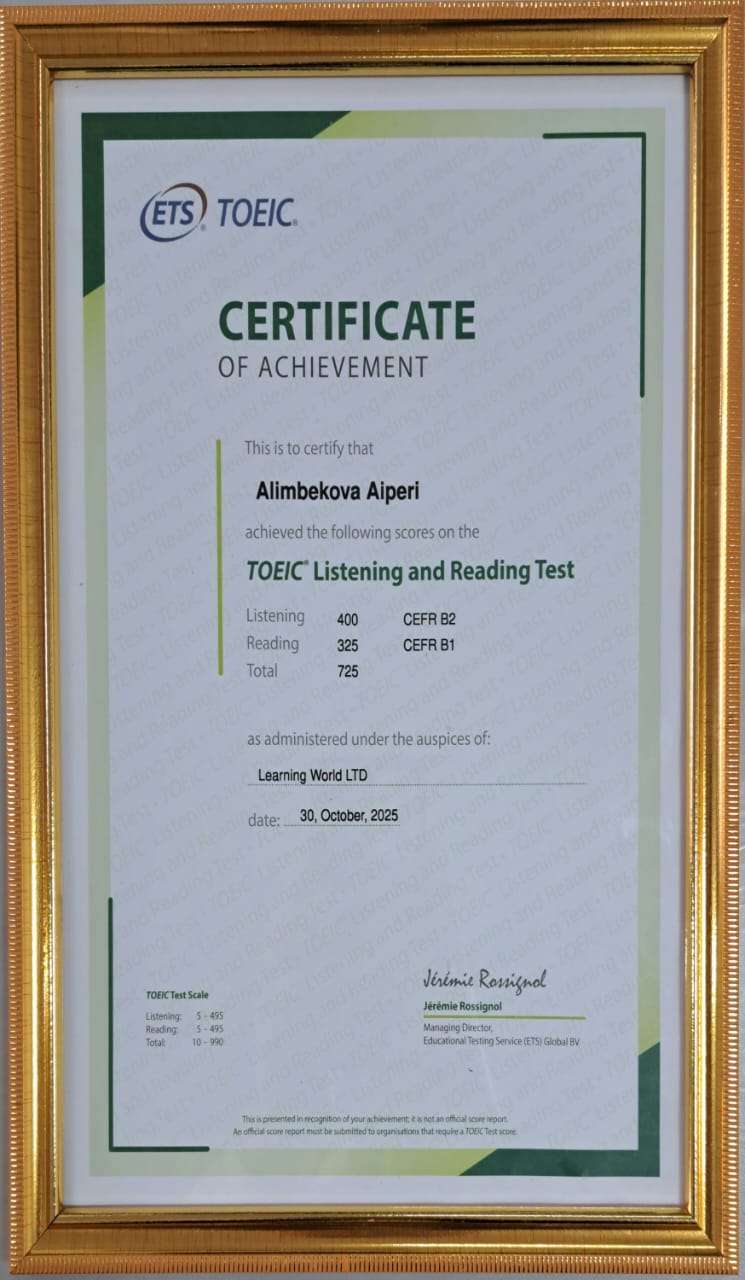 ETS® TOEIC®
CERTIFICATE
OF ACHIEVEMENT
This is to certify that
Alimbekova Aiperi
achieved the following scores on the
TOEIC® Listening and Reading Test
Listening 400 CEFR B2
Reading 325 CEFR B1
Total 725
as administered under the auspices of:
Learning World LTD
date: 30, October, 2025
Jérémie Rossignol
Jérémie Rossignol
Managing Director,
Educational Testing Service (ETS) Global BV
TOEIC Test Scale
Listening: 5 - 495
Reading: 5 - 495
Total: 10 - 990
This is presented in recognition of your achievement; it is not an official score report.
An official score report must be submitted to organisations that require a TOEIC Test score.